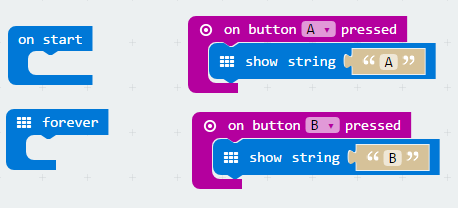 on start
forever
on button A ▾ pressed
show string “ A ”
on button B ▾ pressed
show string “ B ”